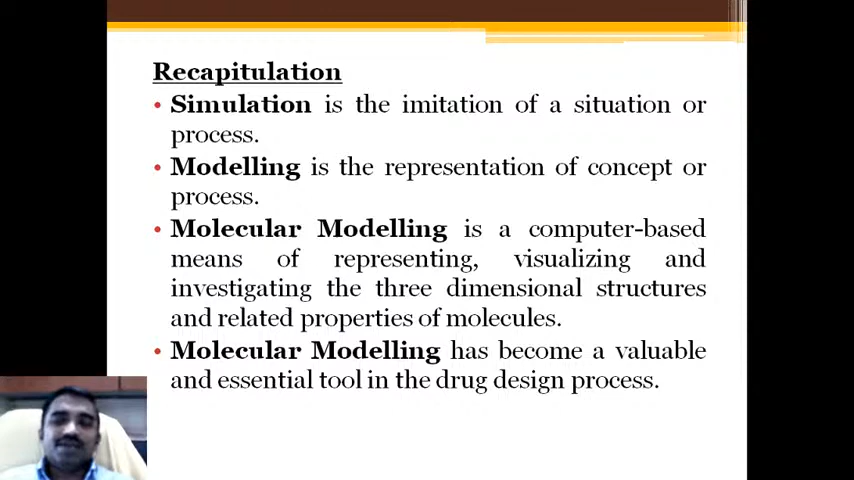 Recapitulation
• Simulation is the imitation of a situation or
process.
• Modelling is the representation of concept or
process.
• Molecular Modelling is a computer-based
means of representing, visualizing and
investigating the three dimensional structures
and related properties of molecules.
• Molecular Modelling has become a valuable
and essential tool in the drug design process.